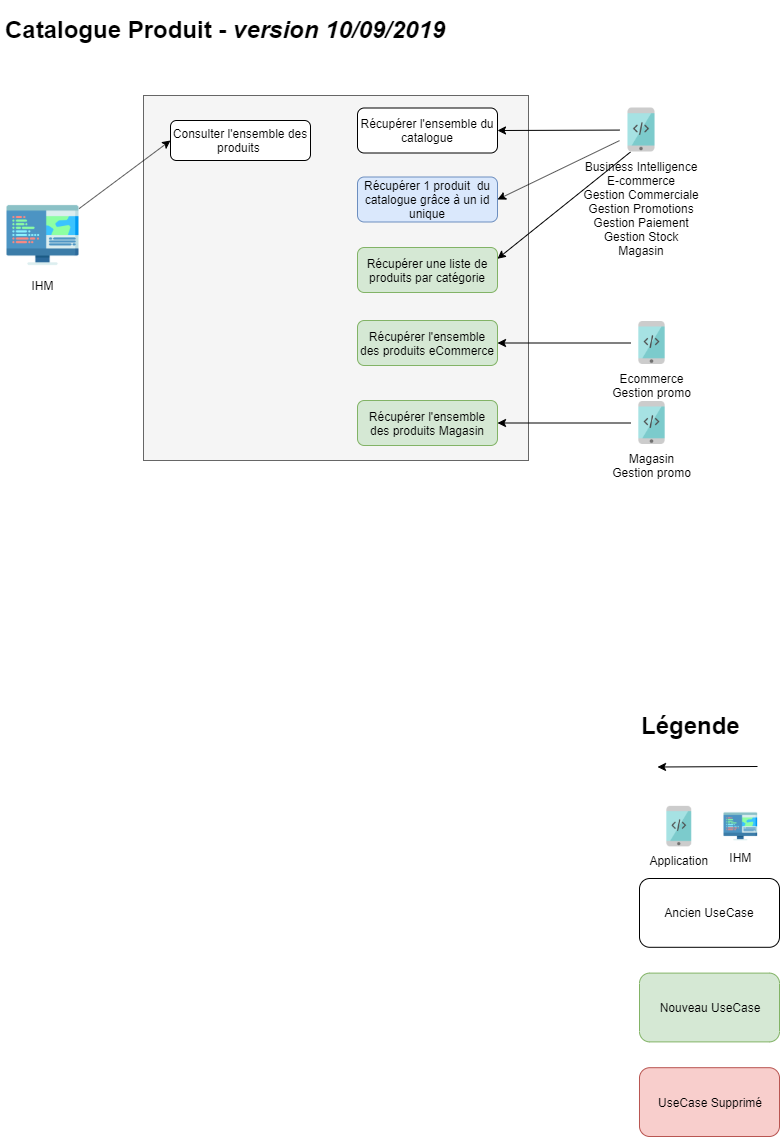 Catalogue Produit - version 10/09/2019
Consulter l'ensemble des
produits
Récupérer l'ensemble du
catalogue
Récupérer 1 produit du
catalogue grâce à un id
unique
Récupérer une liste de
produits par catégorie
Récupérer l'ensemble
des produits eCommerce
Récupérer l'ensemble
des produits Magasin
IHM
Business Intelligence
E-commerce
Gestion Commerciale
Gestion Promotions
Gestion Paiement
Gestion Stock
Magasin
Ecommerce
Gestion promo
Magasin
Gestion promo
Légende
Application
IHM
Ancien UseCase
Nouveau UseCase
UseCase Supprimé